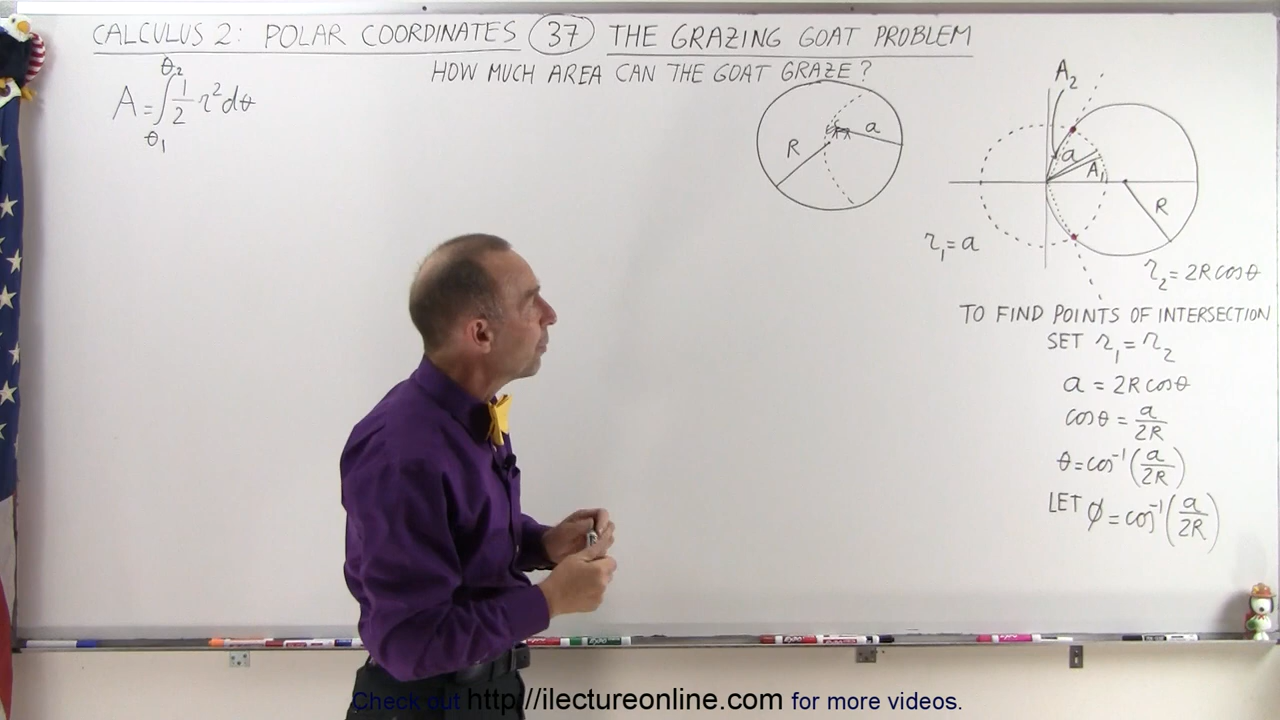 CALCULUS 2: POLAR COORDINATES 37 THE GRAZING GOAT PROBLEM
HOW MUCH AREA CAN THE GOAT GRAZE?
θ₂
A = ∫ 1/2 r² dθ
θ₁
R
a
A₂
a
A₁
R
r₁ = a
r₂ = 2R cos θ
TO FIND POINTS OF INTERSECTION
SET r₁ = r₂
a = 2R cos θ
cos θ = a/2R
θ = cos⁻¹(a/2R)
LET φ = cos⁻¹(a/2R)
Check out http://ilectureonline.com for more videos.